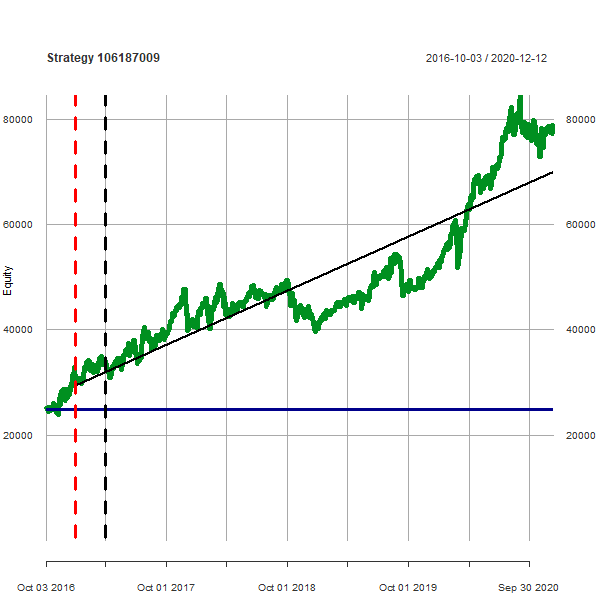 Strategy 106187009
2016-10-03 / 2020-12-12
80000
80000
60000
60000
Equity
40000
40000
20000
20000
Oct 03 2016
Oct 01 2017
Oct 01 2018
Oct 01 2019
Sep 30 2020